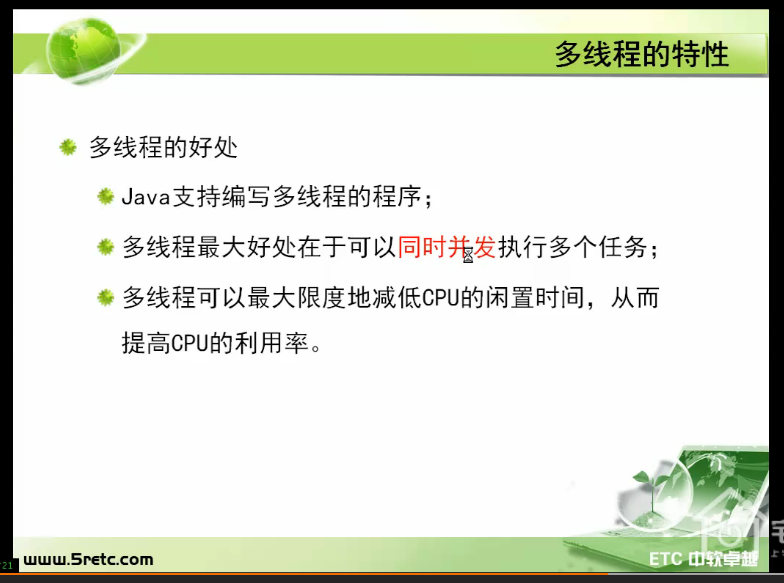 多线程的特性
多线程的好处
Java支持编写多线程的程序；
多线程最大好处在于可以同时并发执行多个任务；
多线程可以最大限度地减低CPU的闲置时间，从而
提高CPU的利用率。
21
www.5retc.com
ETC 中软卓越